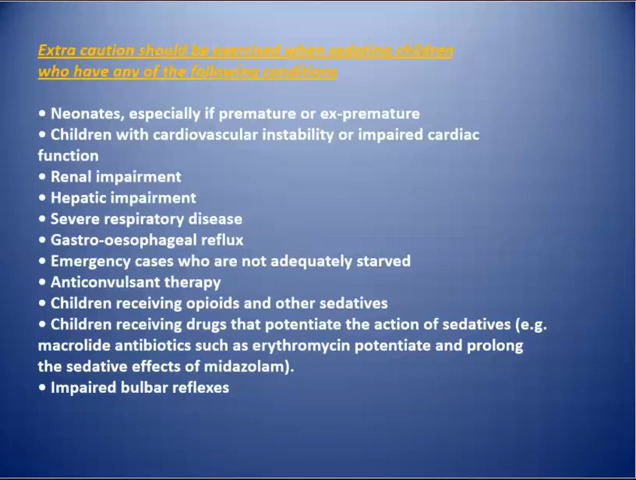 Extra caution should be exercised when sedating children
who have any of the following conditions
• Neonates, especially if premature or ex-premature
• Children with cardiovascular instability or impaired cardiac
function
• Renal impairment
• Hepatic impairment
• Severe respiratory disease
• Gastro-oesophageal reflux
• Emergency cases who are not adequately starved
• Anticonvulsant therapy
• Children receiving opioids and other sedatives
• Children receiving drugs that potentiate the action of sedatives (e.g.
macrolide antibiotics such as erythromycin potentiate and prolong
the sedative effects of midazolam).
• Impaired bulbar reflexes